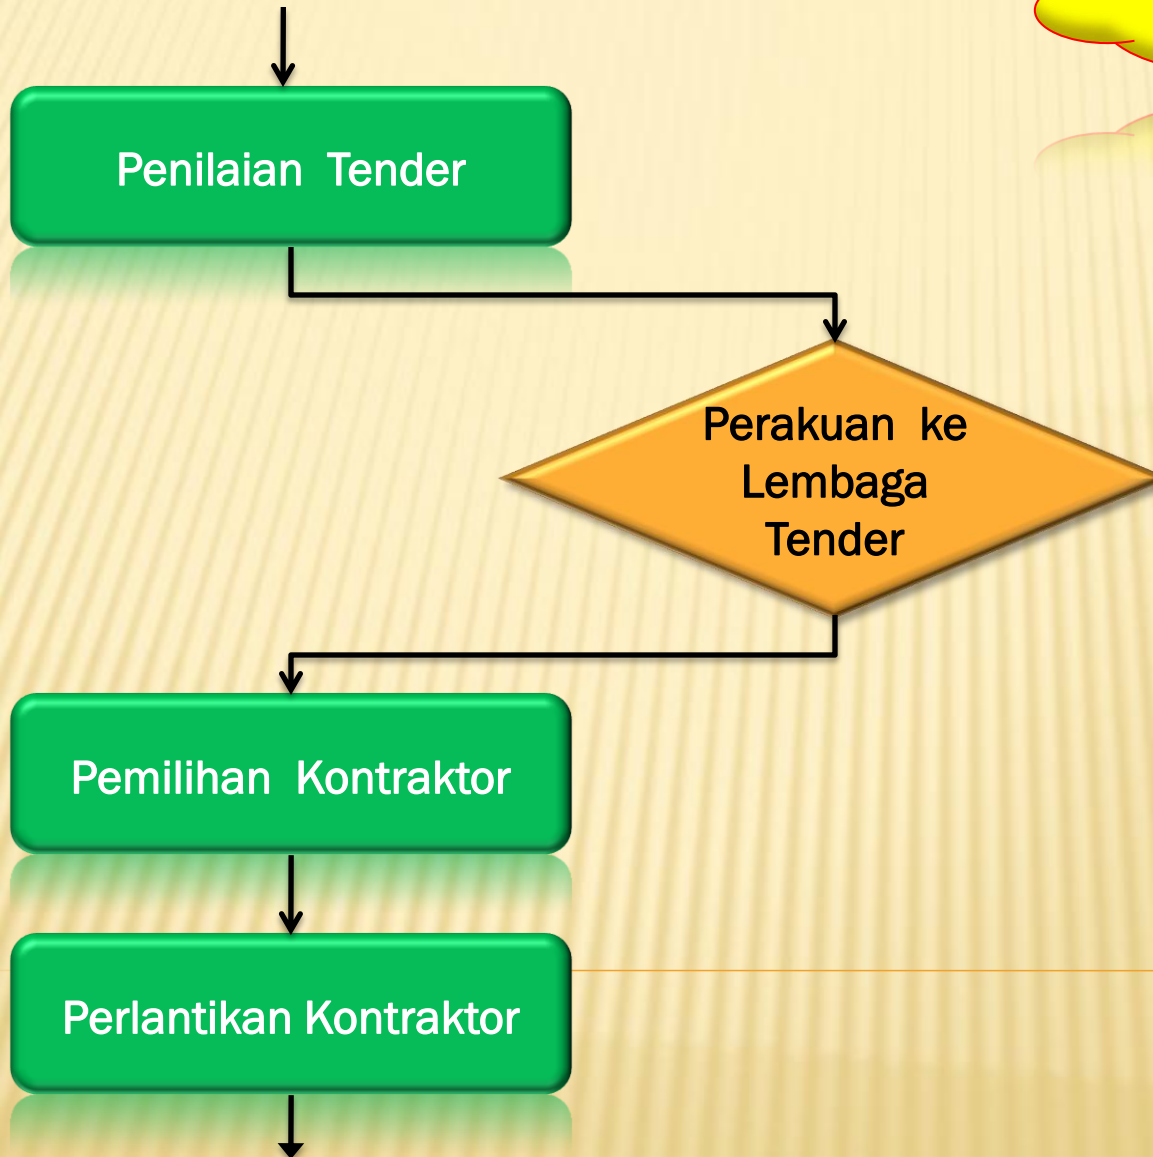 Penilaian Tender
Perakuan ke
Lembaga
Tender
Pemilihan Kontraktor
Perlantikan Kontraktor